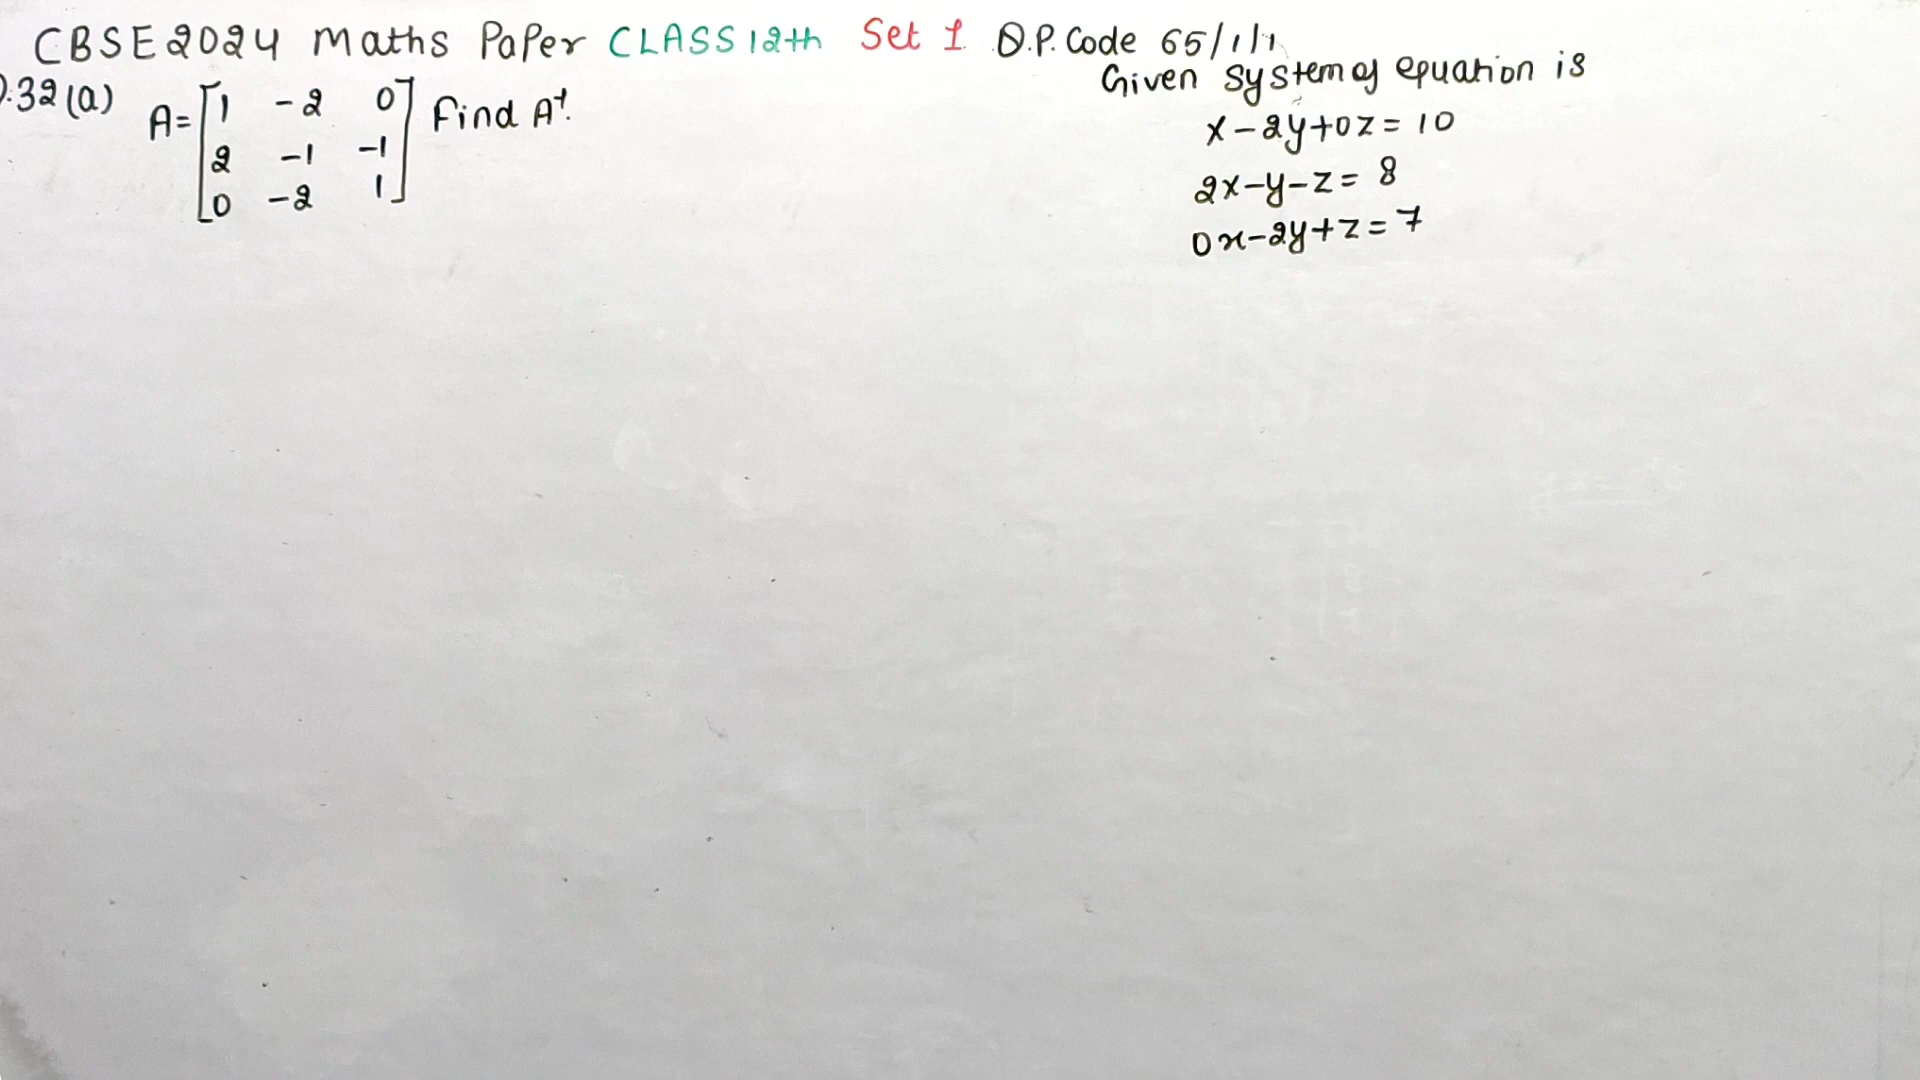 CBSE 2024 Maths Paper CLASS 12th Set 1 Q.P. Code 65/1/1
.32(a) A= [1 -2 0] Find A⁻¹.
2 -1 -1
0 -2 1
Given System of equation is
x-2y+0z = 10
2x-y-z = 8
0x-2y+z = 7